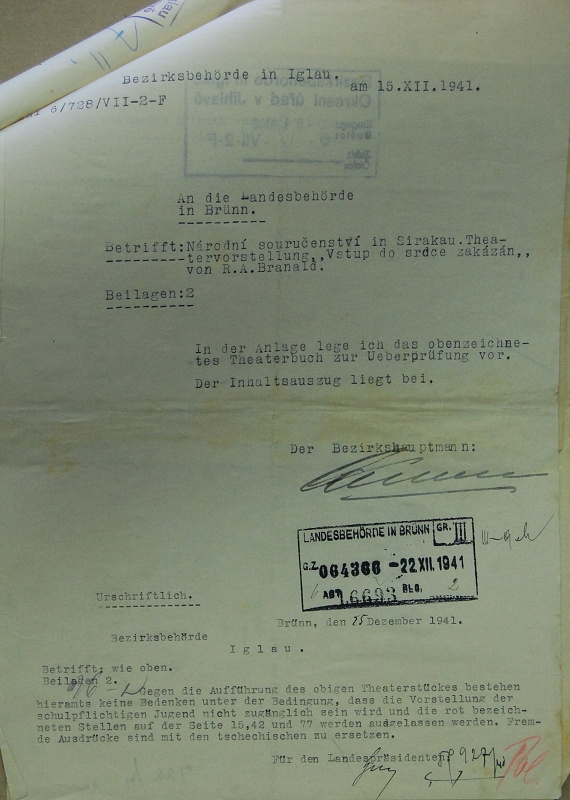 Bezirksbehörde in Iglau.
am 15.XII.1941.
6/728/VII-2-F
An die Landesbehörde
in Brünn.
Betrifft:Národní souručenství in Sirakau.Thea-
tervorstellung,,Vstup do srdce zakázán,,
von R.A.Branald.
Beilagen:2
In der Anlage lege ich das obenzeichne-
tes Theaterbuch zur Ueberprüfung vor.
Der Inhaltsauszug liegt bei.
Der Bezirkshauptmann:
LANDESBEHÖRDE IN BRÜNN GR. III
G.Z. 064366 -22.XII.1941
ABT 16693 BLG. 2
Urschriftlich.
Brünn, den 25 Dezember 1941.
Bezirksbehörde
Iglau.
Betrifft: wie oben.
Beilagen 2.
Gegen die Aufführung des obigen Theaterstückes bestehen
hieramts keine Bedenken unter der Bedingung, dass die Vorstellung der
schulpflichtigen Jugend nicht zugänglich sein wird und die rot bezeich-
neten Stellen auf der Seite 15,42 und 77 werden ausgelassen werden. Frem-
de Ausdrücke sind mit den tschechischen zu ersetzen.
Für den Landespräsidenten: